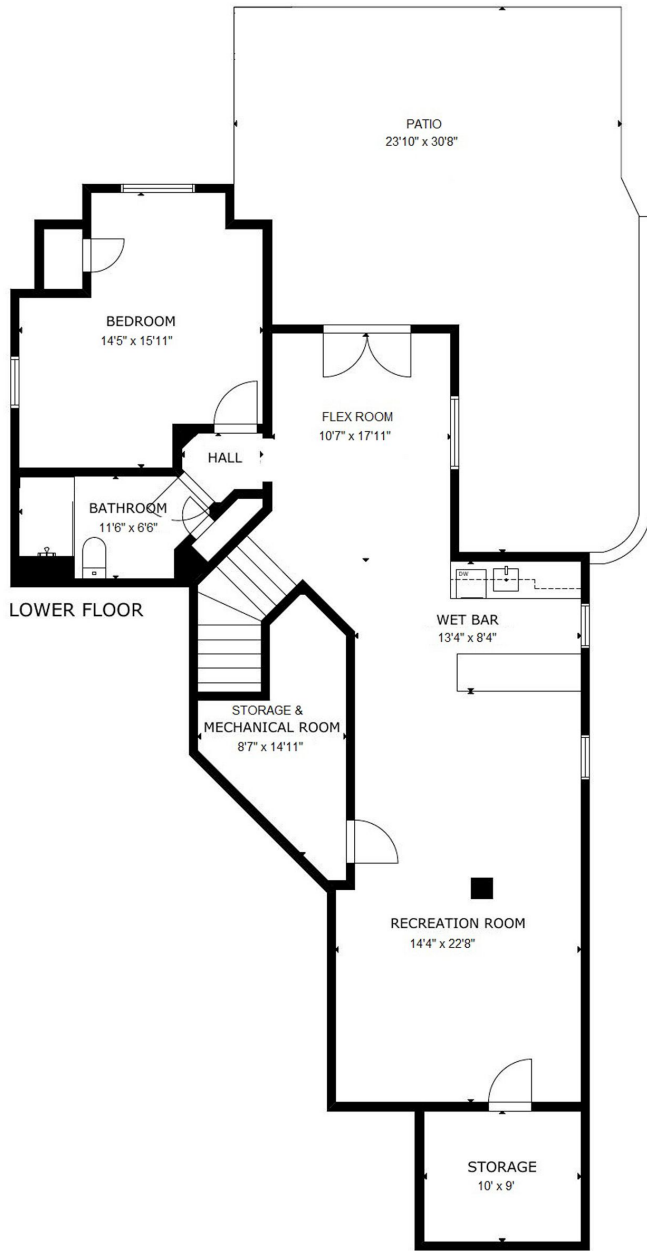 PATIO
23'10" x 30'8"
BEDROOM
14'5" x 15'11"
FLEX ROOM
10'7" x 17'11"
HALL
BATHROOM
11'6" x 6'6"
LOWER FLOOR
DW
WET BAR
13'4" x 8'4"
STORAGE &
MECHANICAL ROOM
8'7" x 14'11"
RECREATION ROOM
14'4" x 22'8"
STORAGE
10' x 9'